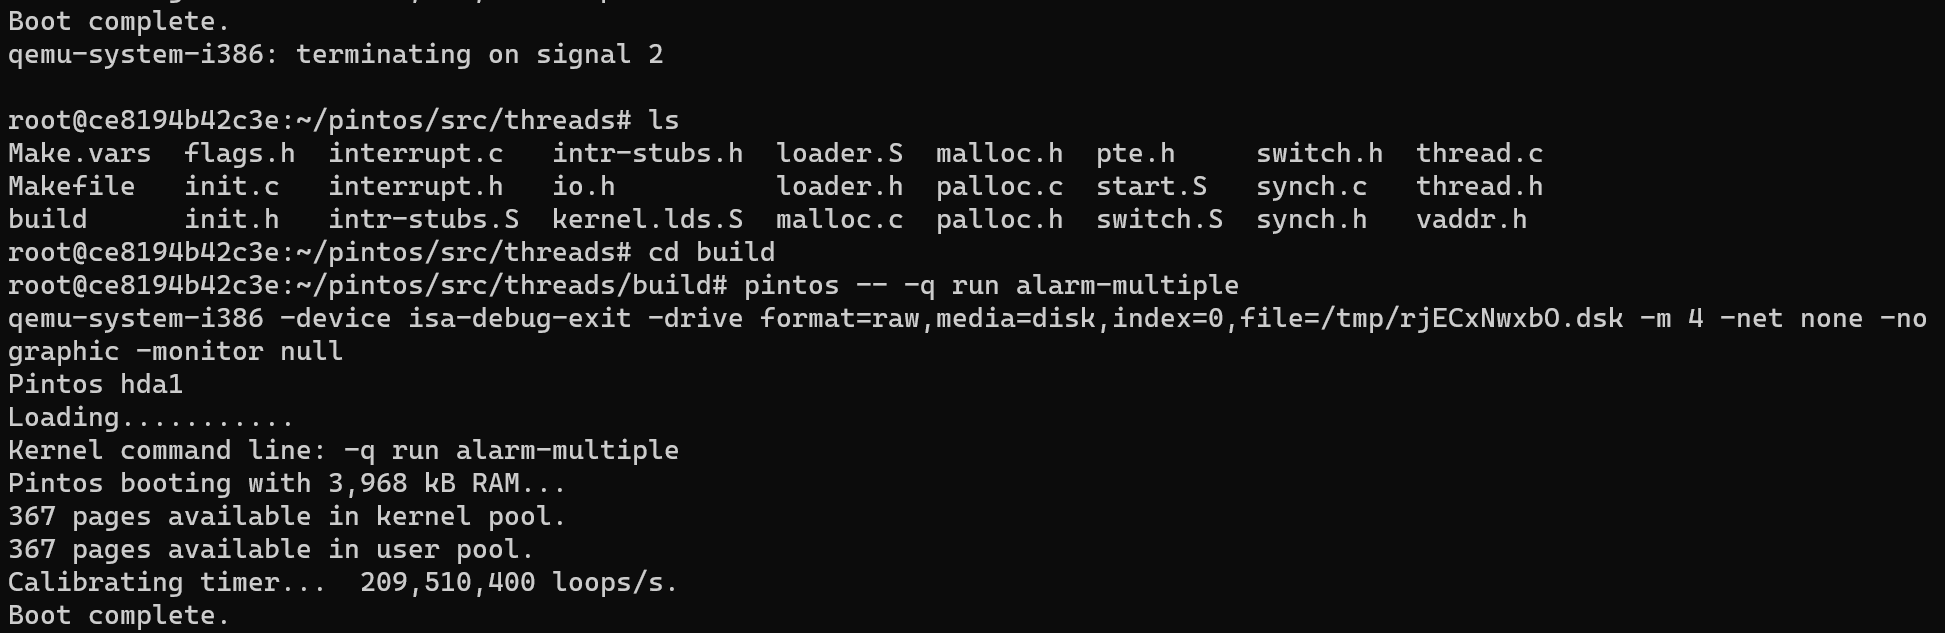 Boot complete.
qemu-system-i386: terminating on signal 2
root@ce8194b42c3e:~/pintos/src/threads# ls
Make.vars  flags.h  interrupt.c   intr-stubs.h  loader.S  malloc.h  pte.h     switch.h  thread.c
Makefile   init.c   interrupt.h   io.h          loader.h  palloc.c  start.S   synch.c   thread.h
build      init.h   intr-stubs.S  kernel.lds.S  malloc.c  palloc.h  switch.S  synch.h   vaddr.h
root@ce8194b42c3e:~/pintos/src/threads# cd build
root@ce8194b42c3e:~/pintos/src/threads/build# pintos -- -q run alarm-multiple
qemu-system-i386 -device isa-debug-exit -drive format=raw,media=disk,index=0,file=/tmp/rjECxNwxbO.dsk -m 4 -net none -no
graphic -monitor null
Pintos hda1
Loading...........
Kernel command line: -q run alarm-multiple
Pintos booting with 3,968 kB RAM...
367 pages available in kernel pool.
367 pages available in user pool.
Calibrating timer...  209,510,400 loops/s.
Boot complete.